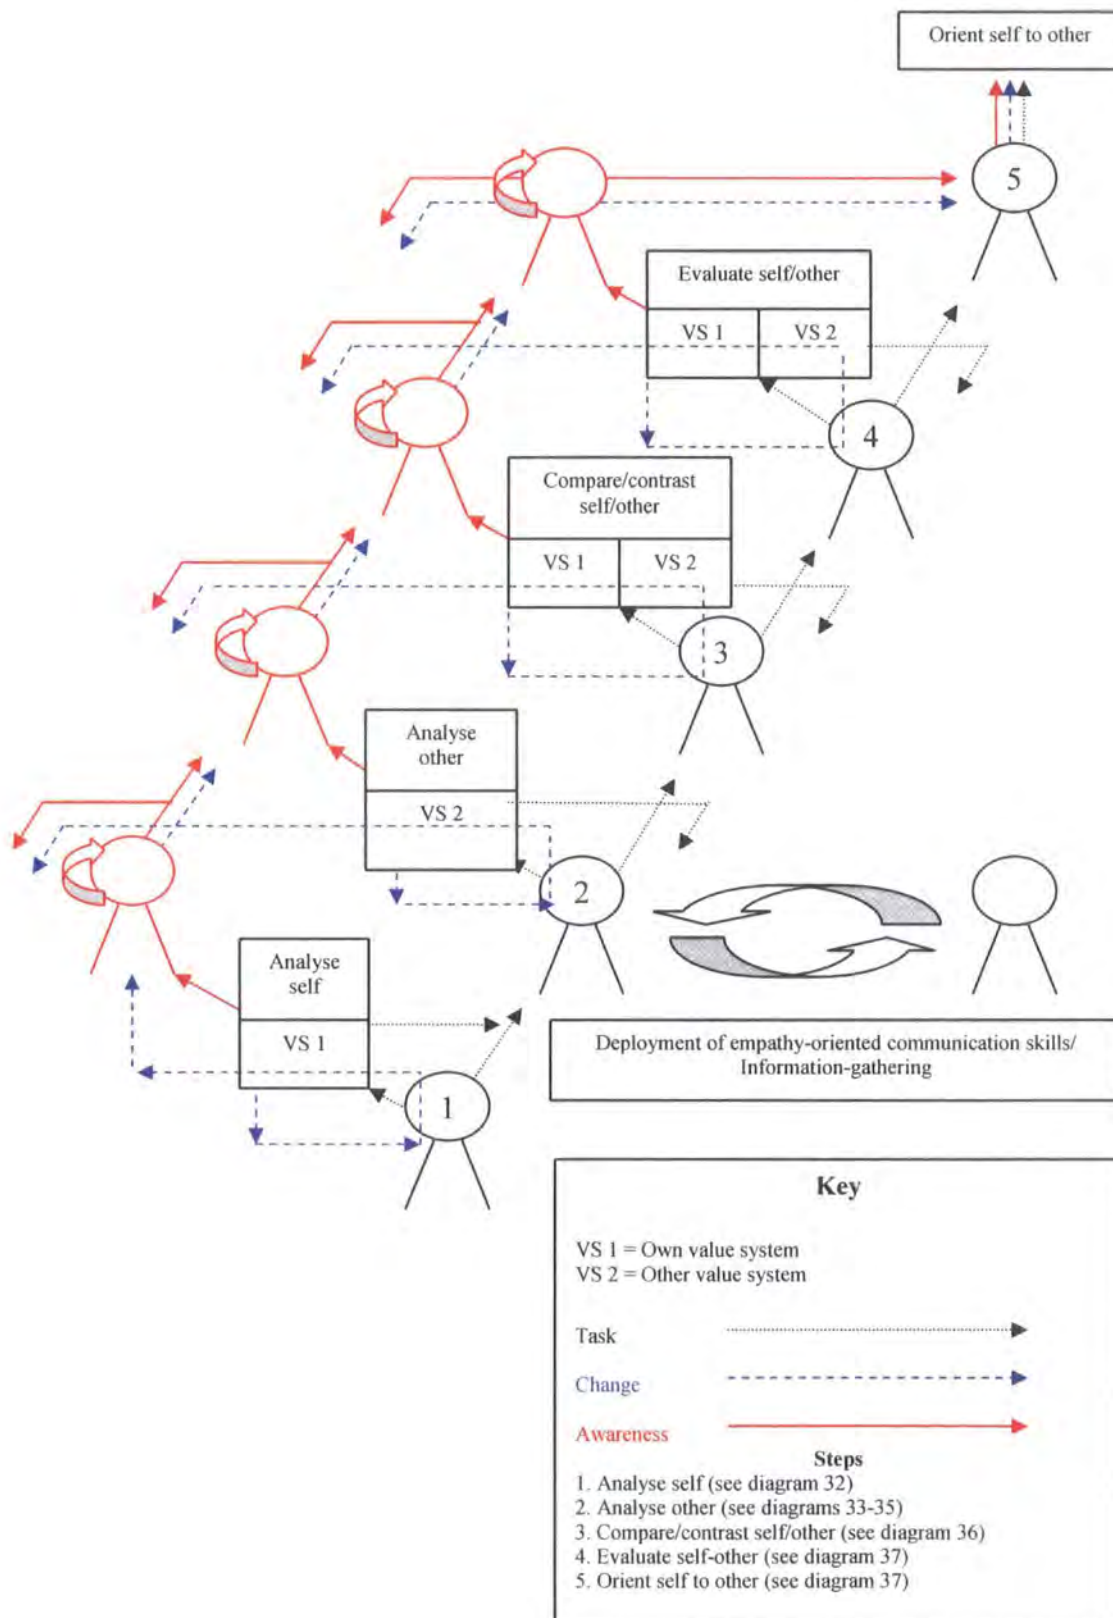 Orient self to other
5
Evaluate self/other
VS 1
VS 2
4
Compare/contrast
self/other
VS 1
VS 2
3
Analyse
other
VS 2
2
Analyse
self
VS 1
1
Deployment of empathy-oriented communication skills/
Information-gathering
Key
VS 1 = Own value system
VS 2 = Other value system
Task
Change
Awareness
Steps
1. Analyse self (see diagram 32)
2. Analyse other (see diagrams 33-35)
3. Compare/contrast self/other (see diagram 36)
4. Evaluate self-other (see diagram 37)
5. Orient self to other (see diagram 37)